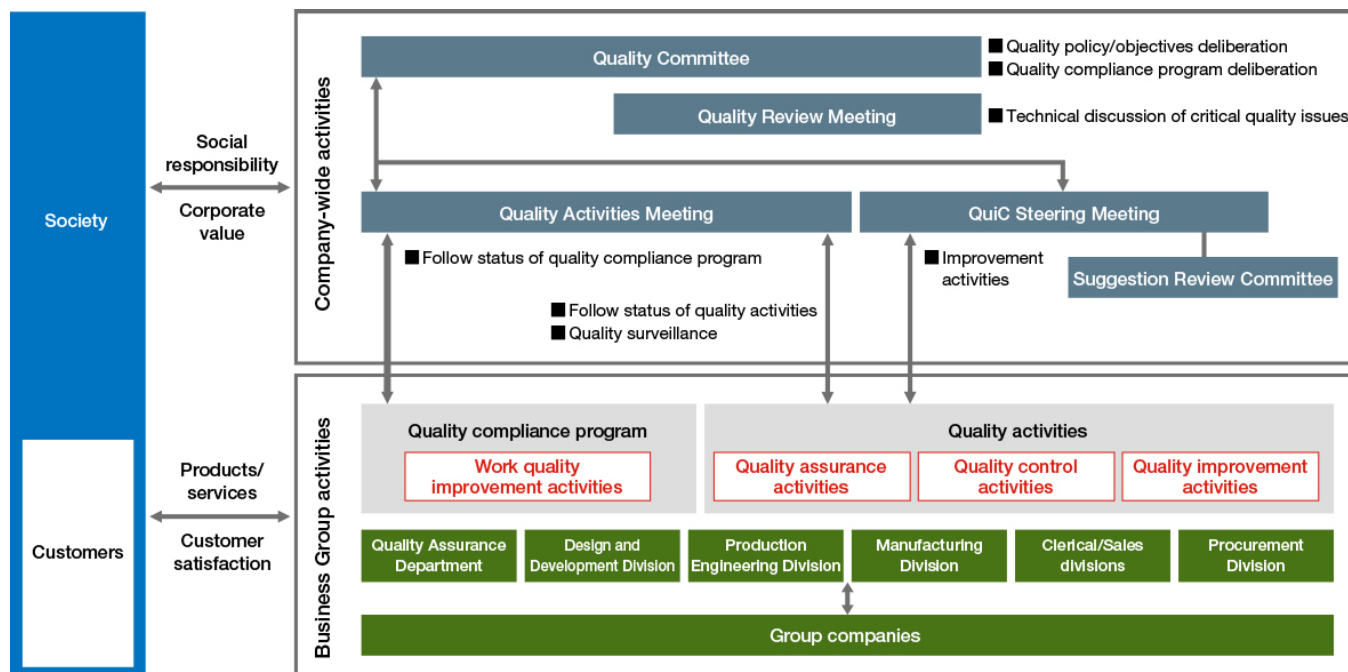 Society
Customers
Social
responsibility
Corporate
value
Products/
services
Customer
satisfaction
Company-wide activities
Quality Committee
■ Quality policy/objectives deliberation
■ Quality compliance program deliberation
Quality Review Meeting
■ Technical discussion of critical quality issues
Quality Activities Meeting
QuiC Steering Meeting
■ Follow status of quality compliance program
■ Improvement
activities
Suggestion Review Committee
■ Follow status of quality activities
■ Quality surveillance
Business Group activities
Quality compliance program
Work quality
improvement activities
Quality activities
Quality assurance
activities
Quality control
activities
Quality improvement
activities
Quality Assurance
Department
Design and
Development Division
Production
Engineering Division
Manufacturing
Division
Clerical/Sales
divisions
Procurement
Division
Group companies